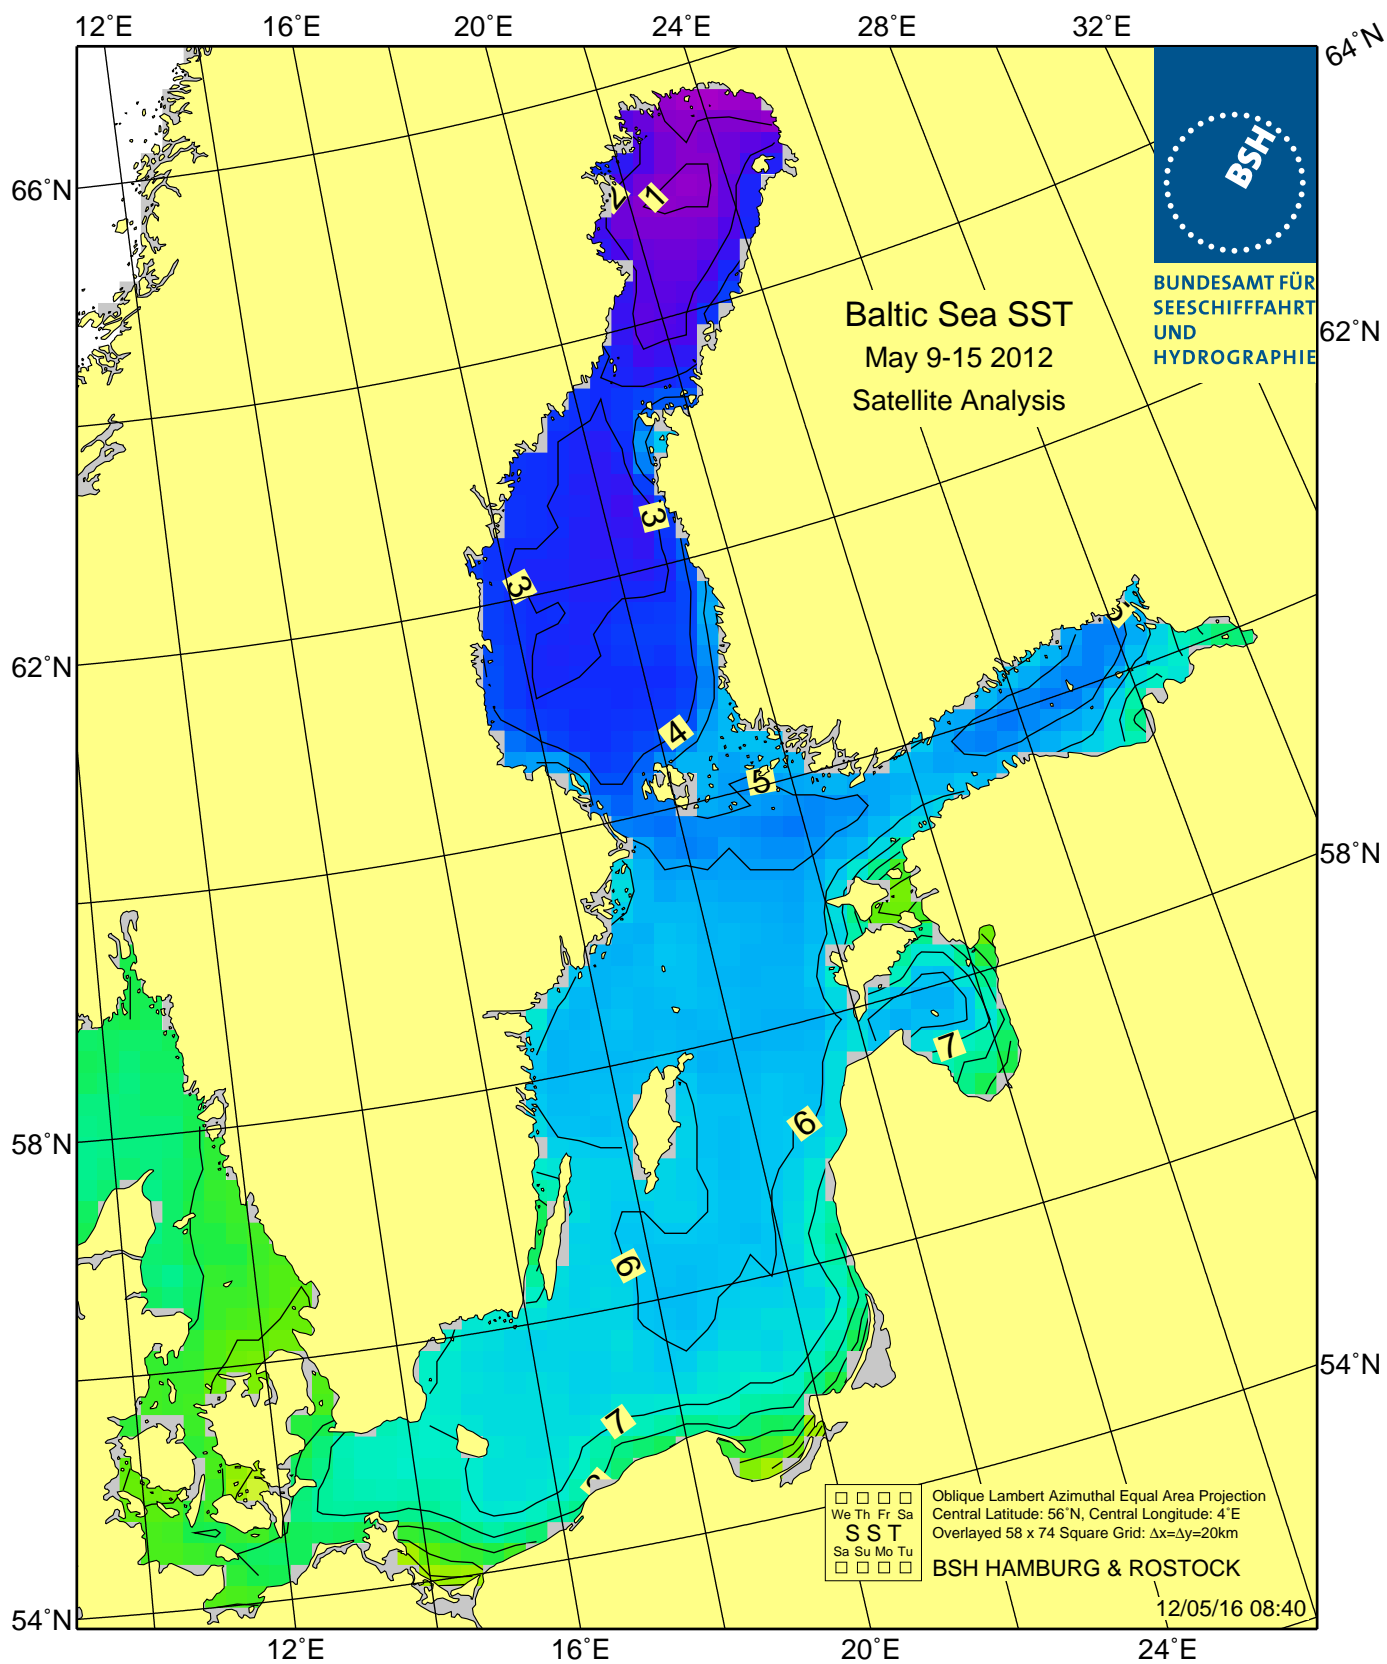 12˚E 16˚E 20˚E 24˚E 28˚E 32˚E
64˚N
BSH
BUNDESAMT FÜR
SEESCHIFFFAHRT
UND
HYDROGRAPHIE
66˚N
62˚N
58˚N
54˚N
62˚N
58˚N
54˚N
Baltic Sea SST
May 9-15 2012
Satellite Analysis
1
3
3
4
5
6
6
7
7
We Th Fr Sa
S S T
Sa Su Mo Tu
Oblique Lambert Azimuthal Equal Area Projection
Central Latitude: 56˚N, Central Longitude: 4˚E
Overlayed 58 x 74 Square Grid: Δx=Δy=20km
BSH HAMBURG & ROSTOCK
12/05/16 08:40
12˚E 16˚E 20˚E 24˚E